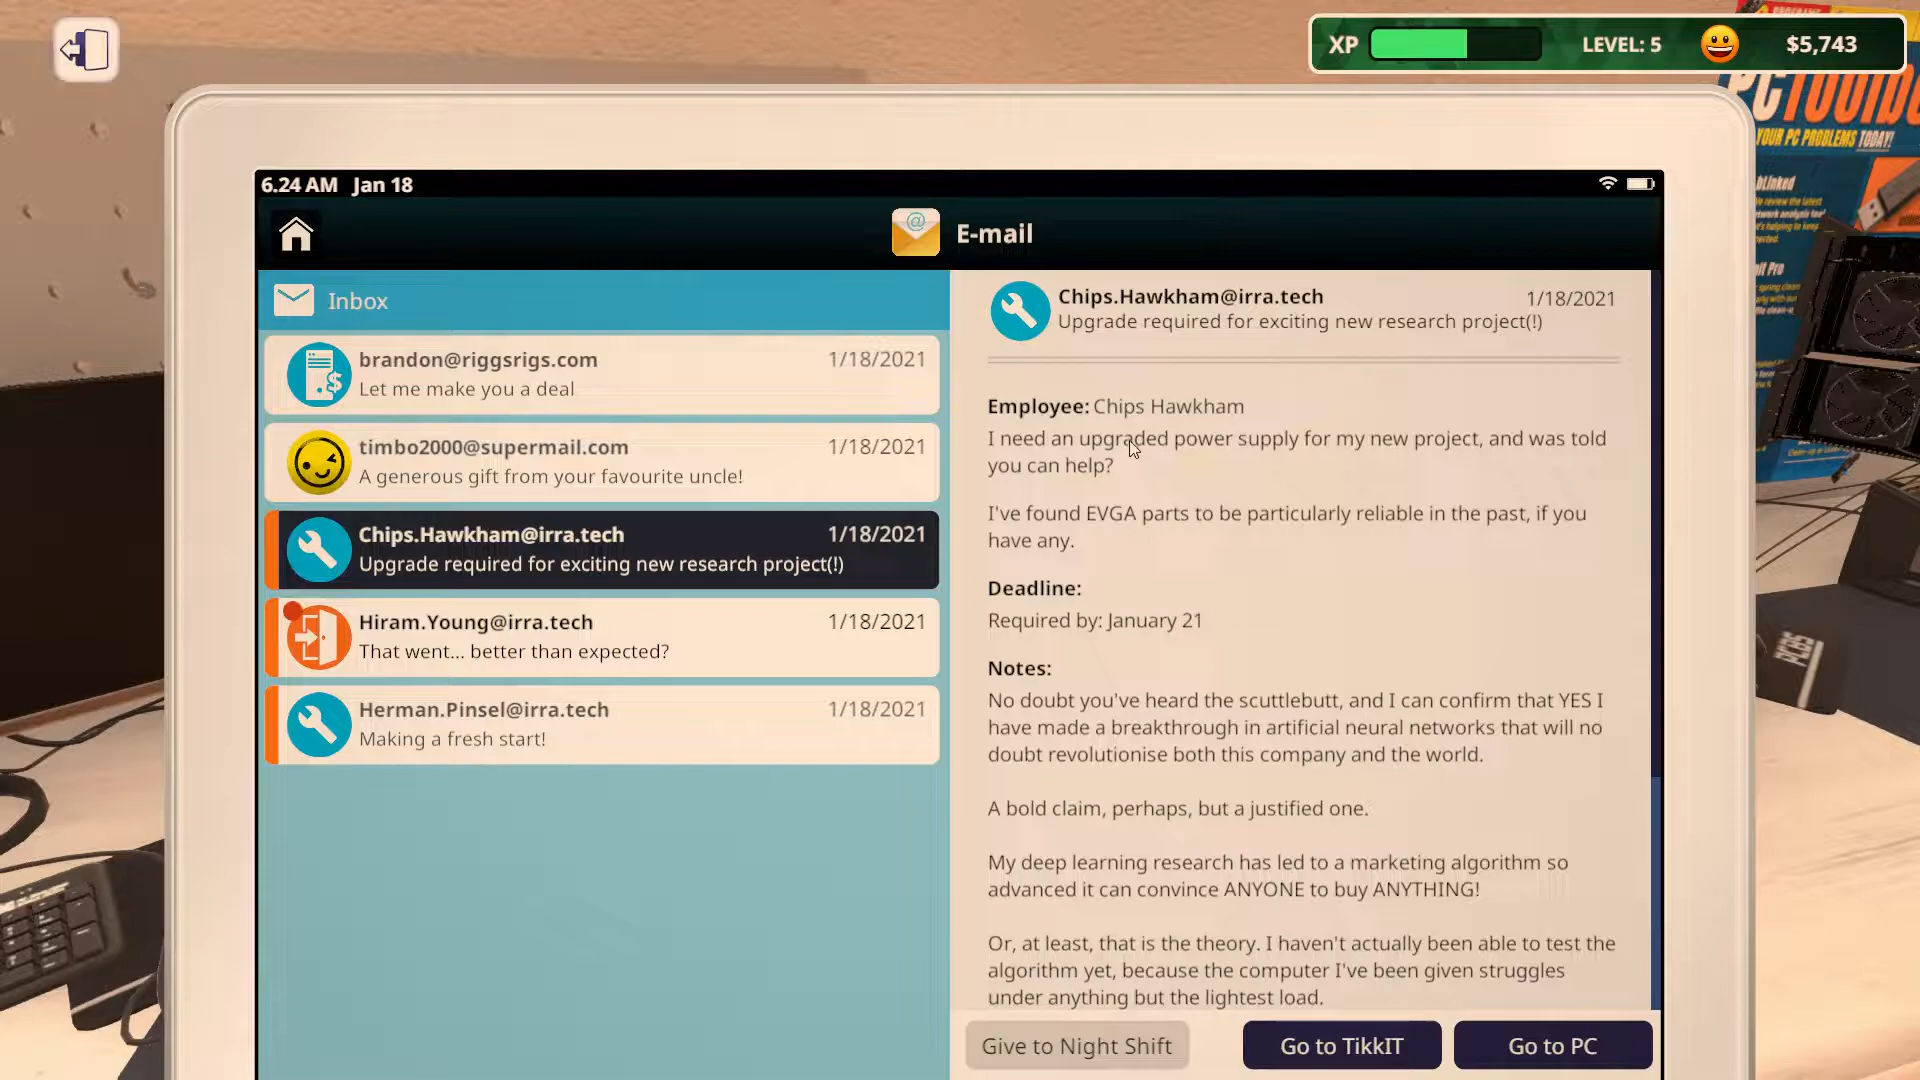 XP
LEVEL: 5
$5,743
PCToolbo
YOUR PC PROBLEMS TODAY!
6.24 AM Jan 18
E-mail
Inbox
brandon@riggsrigs.com 1/18/2021
Let me make you a deal
timbo2000@supermail.com 1/18/2021
A generous gift from your favourite uncle!
Chips.Hawkham@irra.tech 1/18/2021
Upgrade required for exciting new research project(!)
Hiram.Young@irra.tech 1/18/2021
That went... better than expected?
Herman.Pinsel@irra.tech 1/18/2021
Making a fresh start!
Chips.Hawkham@irra.tech 1/18/2021
Upgrade required for exciting new research project(!)
Employee: Chips Hawkham
I need an upgraded power supply for my new project, and was told
you can help?
I've found EVGA parts to be particularly reliable in the past, if you
have any.
Deadline:
Required by: January 21
Notes:
No doubt you've heard the scuttlebutt, and I can confirm that YES I
have made a breakthrough in artificial neural networks that will no
doubt revolutionise both this company and the world.
A bold claim, perhaps, but a justified one.
My deep learning research has led to a marketing algorithm so
advanced it can convince ANYONE to buy ANYTHING!
Or, at least, that is the theory. I haven't actually been able to test the
algorithm yet, because the computer I've been given struggles
under anything but the lightest load.
Give to Night Shift
Go to TikkIT
Go to PC
bLinked
PCBS